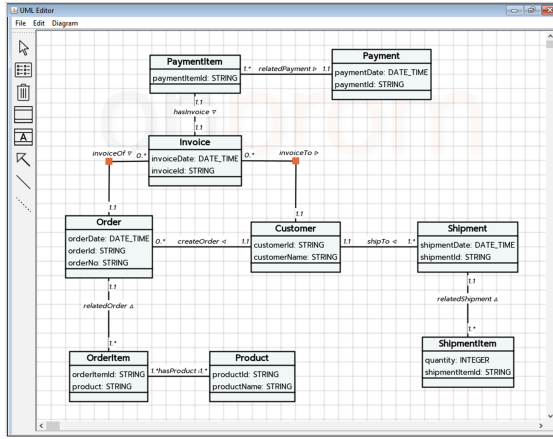 UML Editor
File Edit Diagram
PaymentItem
paymentItemId: STRING
1.* relatedPayment ▹ 1.1
Payment
paymentDate: DATE_TIME
paymentId: STRING
1.1
hasInvoice ▿
1.1
Invoice
invoiceDate: DATE_TIME
invoiceId: STRING
invoiceOf ▿ 0.*
0.* invoiceTo ▹
1.1
1.1
Order
orderDate: DATE_TIME
orderId: STRING
orderNo: STRING
0.* createOrder ◃ 1.1
Customer
customerId: STRING
customerName: STRING
1.1 shipTo ◃ 1.*
Shipment
shipmentDate: DATE_TIME
shipmentId: STRING
1.1
relatedOrder ▵
1.*
1.1
relatedShipment ▵
1.*
OrderItem
orderItemId: STRING
product: STRING
1.*hasProduct 1.*
Product
productId: STRING
productName: STRING
ShipmentItem
quantity: INTEGER
shipmentItemId: STRING
A